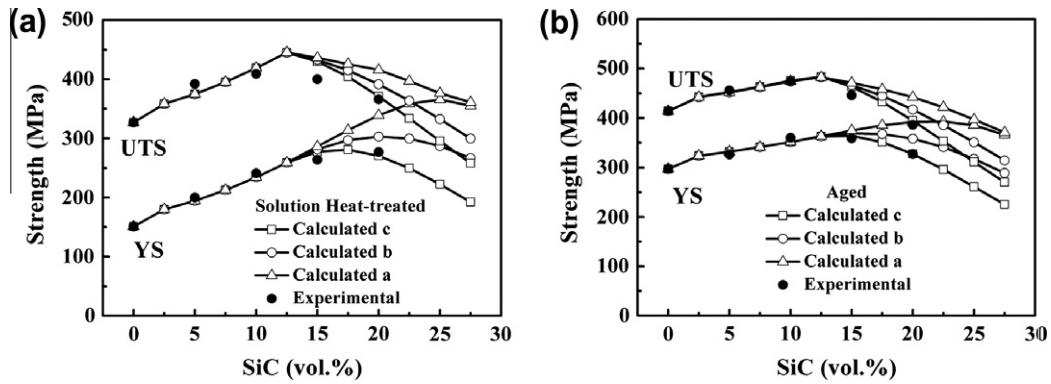 (a)
500
400
300
200
100
0
Strength (MPa)
UTS
YS
Solution Heat-treated
Calculated c
Calculated b
Calculated a
Experimental
0 5 10 15 20 25 30
SiC (vol.%)
(b)
600
500
400
300
200
100
0
Strength (MPa)
UTS
YS
Aged
Calculated c
Calculated b
Calculated a
Experimental
0 5 10 15 20 25 30
SiC (vol.%)